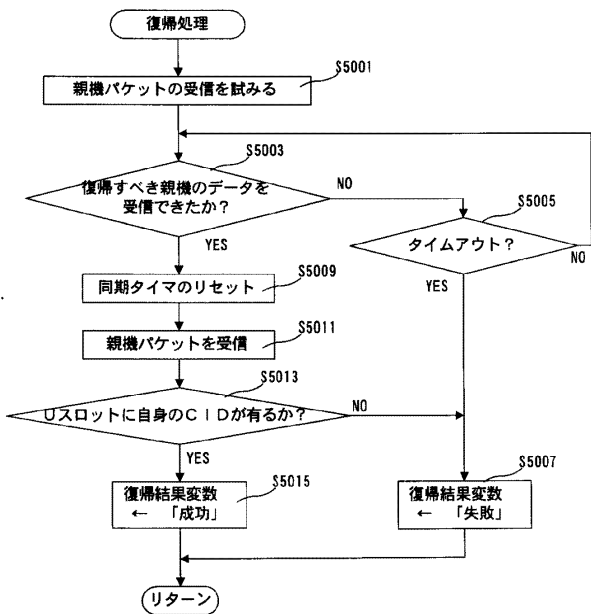 復帰処理
S5001
親機パケットの受信を試みる
S5003
復帰すべき親機のデータを
受信できたか？
NO
S5005
タイムアウト？
NO
YES
YES
S5009
同期タイマのリセット
S5011
親機パケットを受信
S5013
Uスロットに自身のＣＩＤが有るか？
NO
YES
S5015
復帰結果変数
← 「成功」
S5007
復帰結果変数
← 「失敗」
リターン